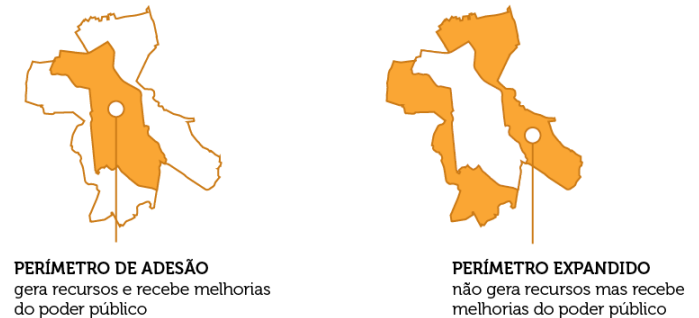 PERÍMETRO DE ADESÃO
gera recursos e recebe melhorias
do poder público
PERÍMETRO EXPANDIDO
não gera recursos mas recebe
melhorias do poder público